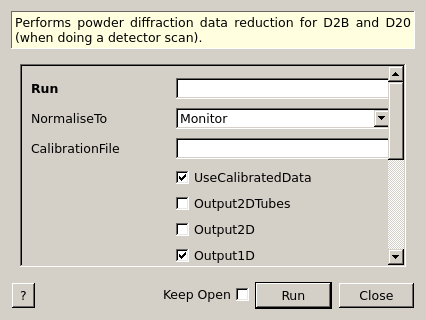 Performs powder diffraction data reduction for D2B and D20
(when doing a detector scan).
Run
NormaliseTo Monitor
CalibrationFile
UseCalibratedData
Output2DTubes
Output2D
Output1D
? Keep Open Run Close